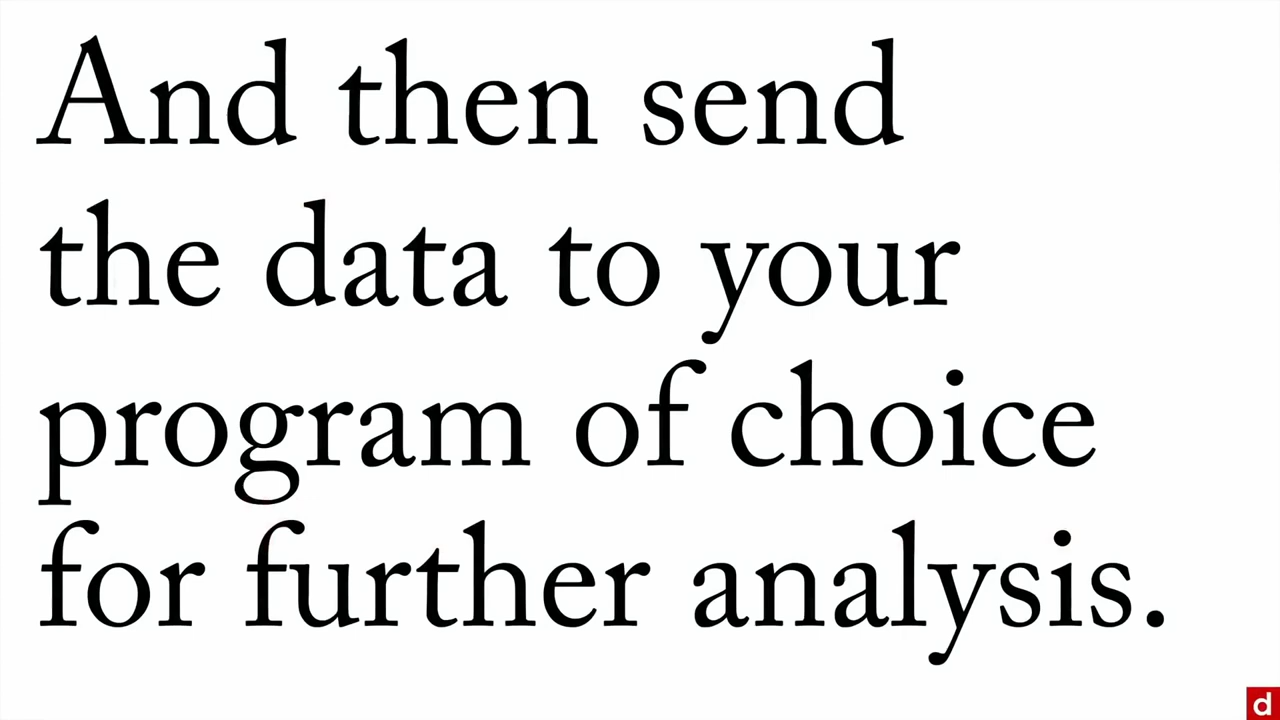 And then send
the data to your
program of choice
for further analysis.
d